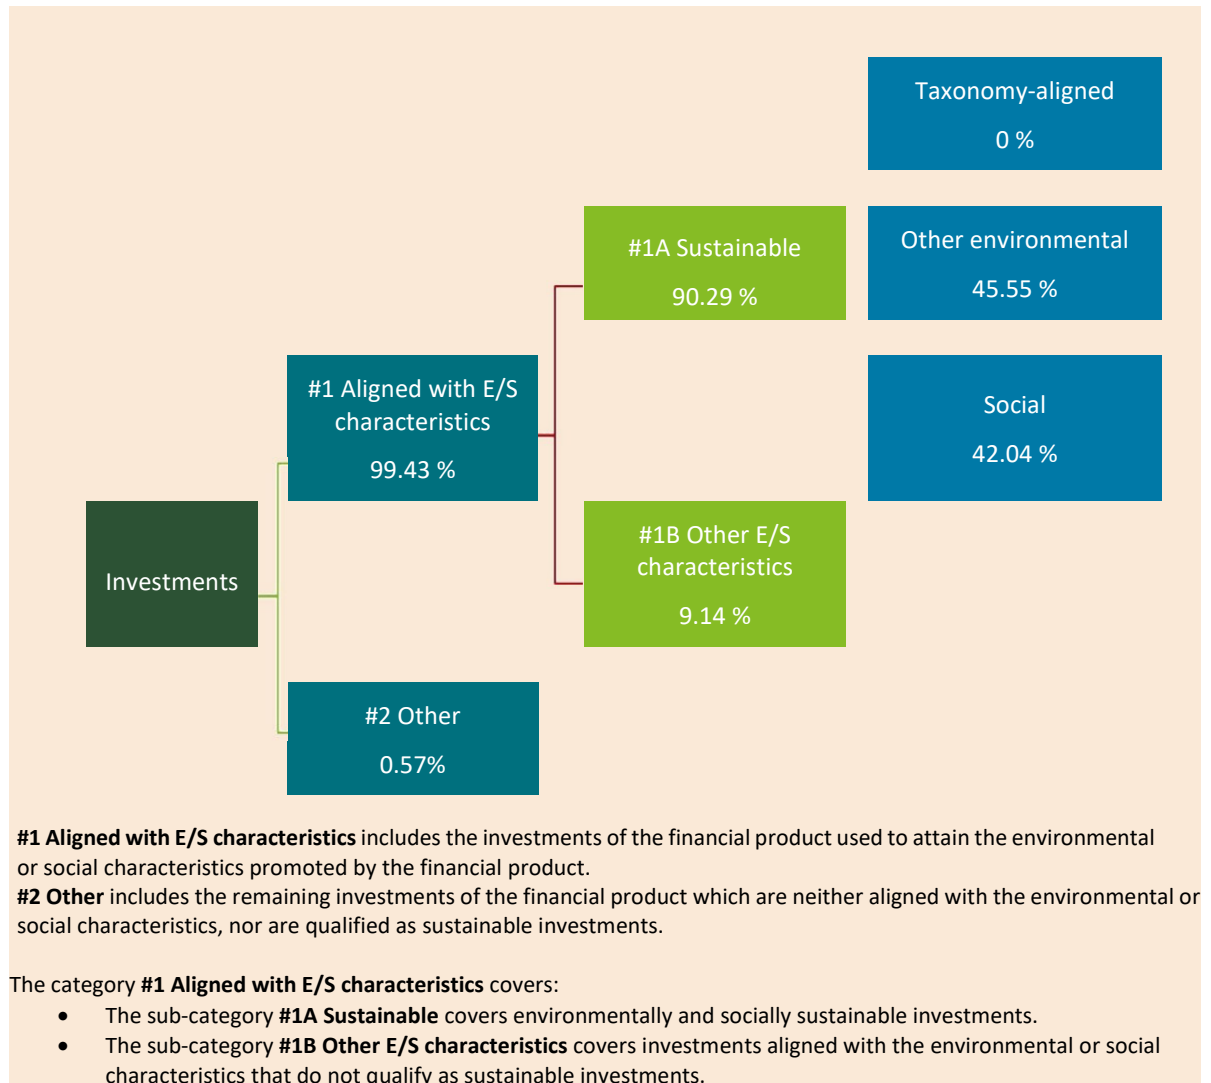 Taxonomy-aligned
0 %
#1A Sustainable
90.29 %
Other environmental
45.55 %
#1 Aligned with E/S
characteristics
99.43 %
Social
42.04 %
Investments
#1B Other E/S
characteristics
9.14 %
#2 Other
0.57%
#1 Aligned with E/S characteristics includes the investments of the financial product used to attain the environmental
or social characteristics promoted by the financial product.
#2 Other includes the remaining investments of the financial product which are neither aligned with the environmental or
social characteristics, nor are qualified as sustainable investments.
The category #1 Aligned with E/S characteristics covers:
• The sub-category #1A Sustainable covers environmentally and socially sustainable investments.
• The sub-category #1B Other E/S characteristics covers investments aligned with the environmental or social
characteristics that do not qualify as sustainable investments.